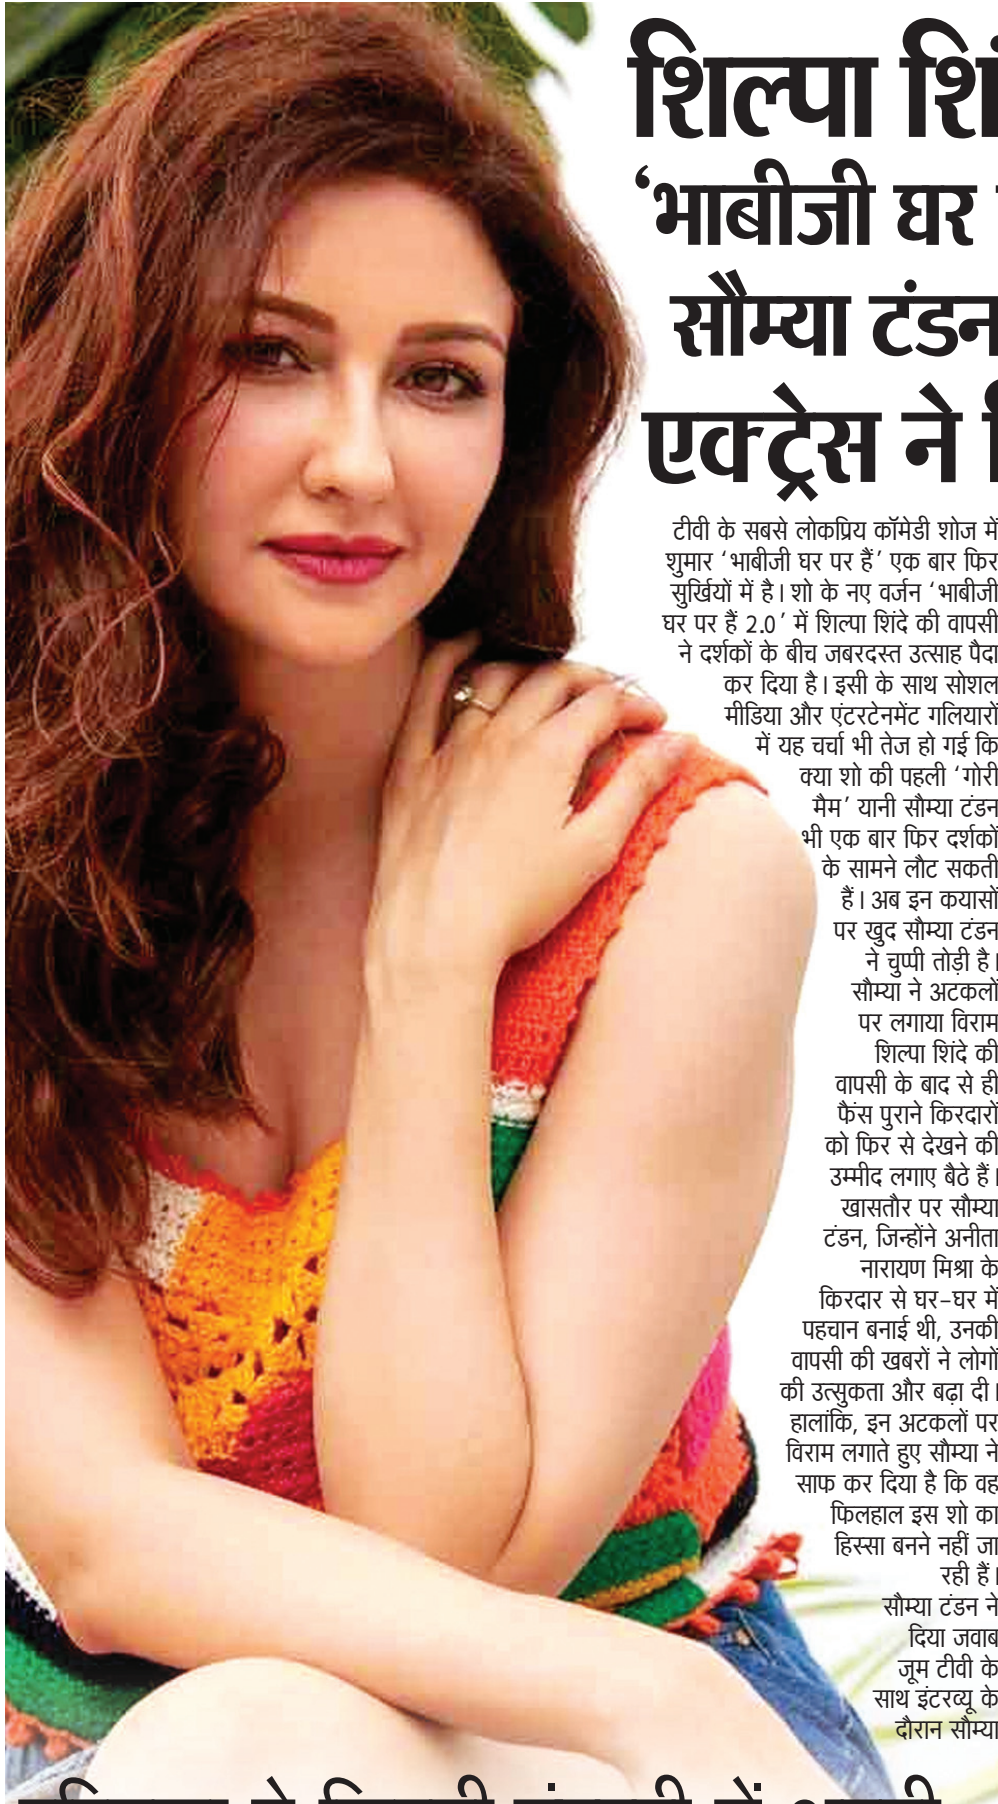 शिल्पा
‘भाबीजी घर
सौम्या टंडन
एक्ट्रेस ने
टीवी के सबसे लोकप्रिय कॉमेडी शोज में
शुमार ‘भाबीजी घर पर हैं’ एक बार फिर
सुर्खियों में है। शो के नए वर्जन ‘भाबीजी
घर पर हैं 2.0’ में शिल्पा शिंदे की वापसी
ने दर्शकों के बीच जबरदस्त उत्साह पैदा
कर दिया है। इसी के साथ सोशल
मीडिया और एंटरटेनमेंट गलियारों
में यह चर्चा भी तेज हो गई कि
क्या शो की पहली ‘गोरी
मैम’ यानी सौम्या टंडन
भी एक बार फिर दर्शकों
के सामने लौट सकती
हैं। अब इन कयासों
पर खुद सौम्या टंडन
ने चुप्पी तोड़ी है।
सौम्या ने अटकलों
पर लगाया विराम
शिल्पा शिंदे की
वापसी के बाद से ही
फैंस पुराने किरदारों
को फिर से देखने की
उम्मीद लगाए बैठे हैं।
खासतौर पर सौम्या
टंडन, जिन्होंने अनीता
नारायण मिश्रा के
किरदार से घर-घर में
पहचान बनाई थी, उनकी
वापसी की खबरों ने लोगों
की उत्सुकता और बढ़ा दी।
हालांकि, इन अटकलों पर
विराम लगाते हुए सौम्या ने
साफ कर दिया है कि वह
फिलहाल इस शो का
हिस्सा बनने नहीं जा
रही हैं।
सौम्या टंडन ने
दिया जवाब
जूम टीवी के
साथ इंटरव्यू के
दौरान सौम्या